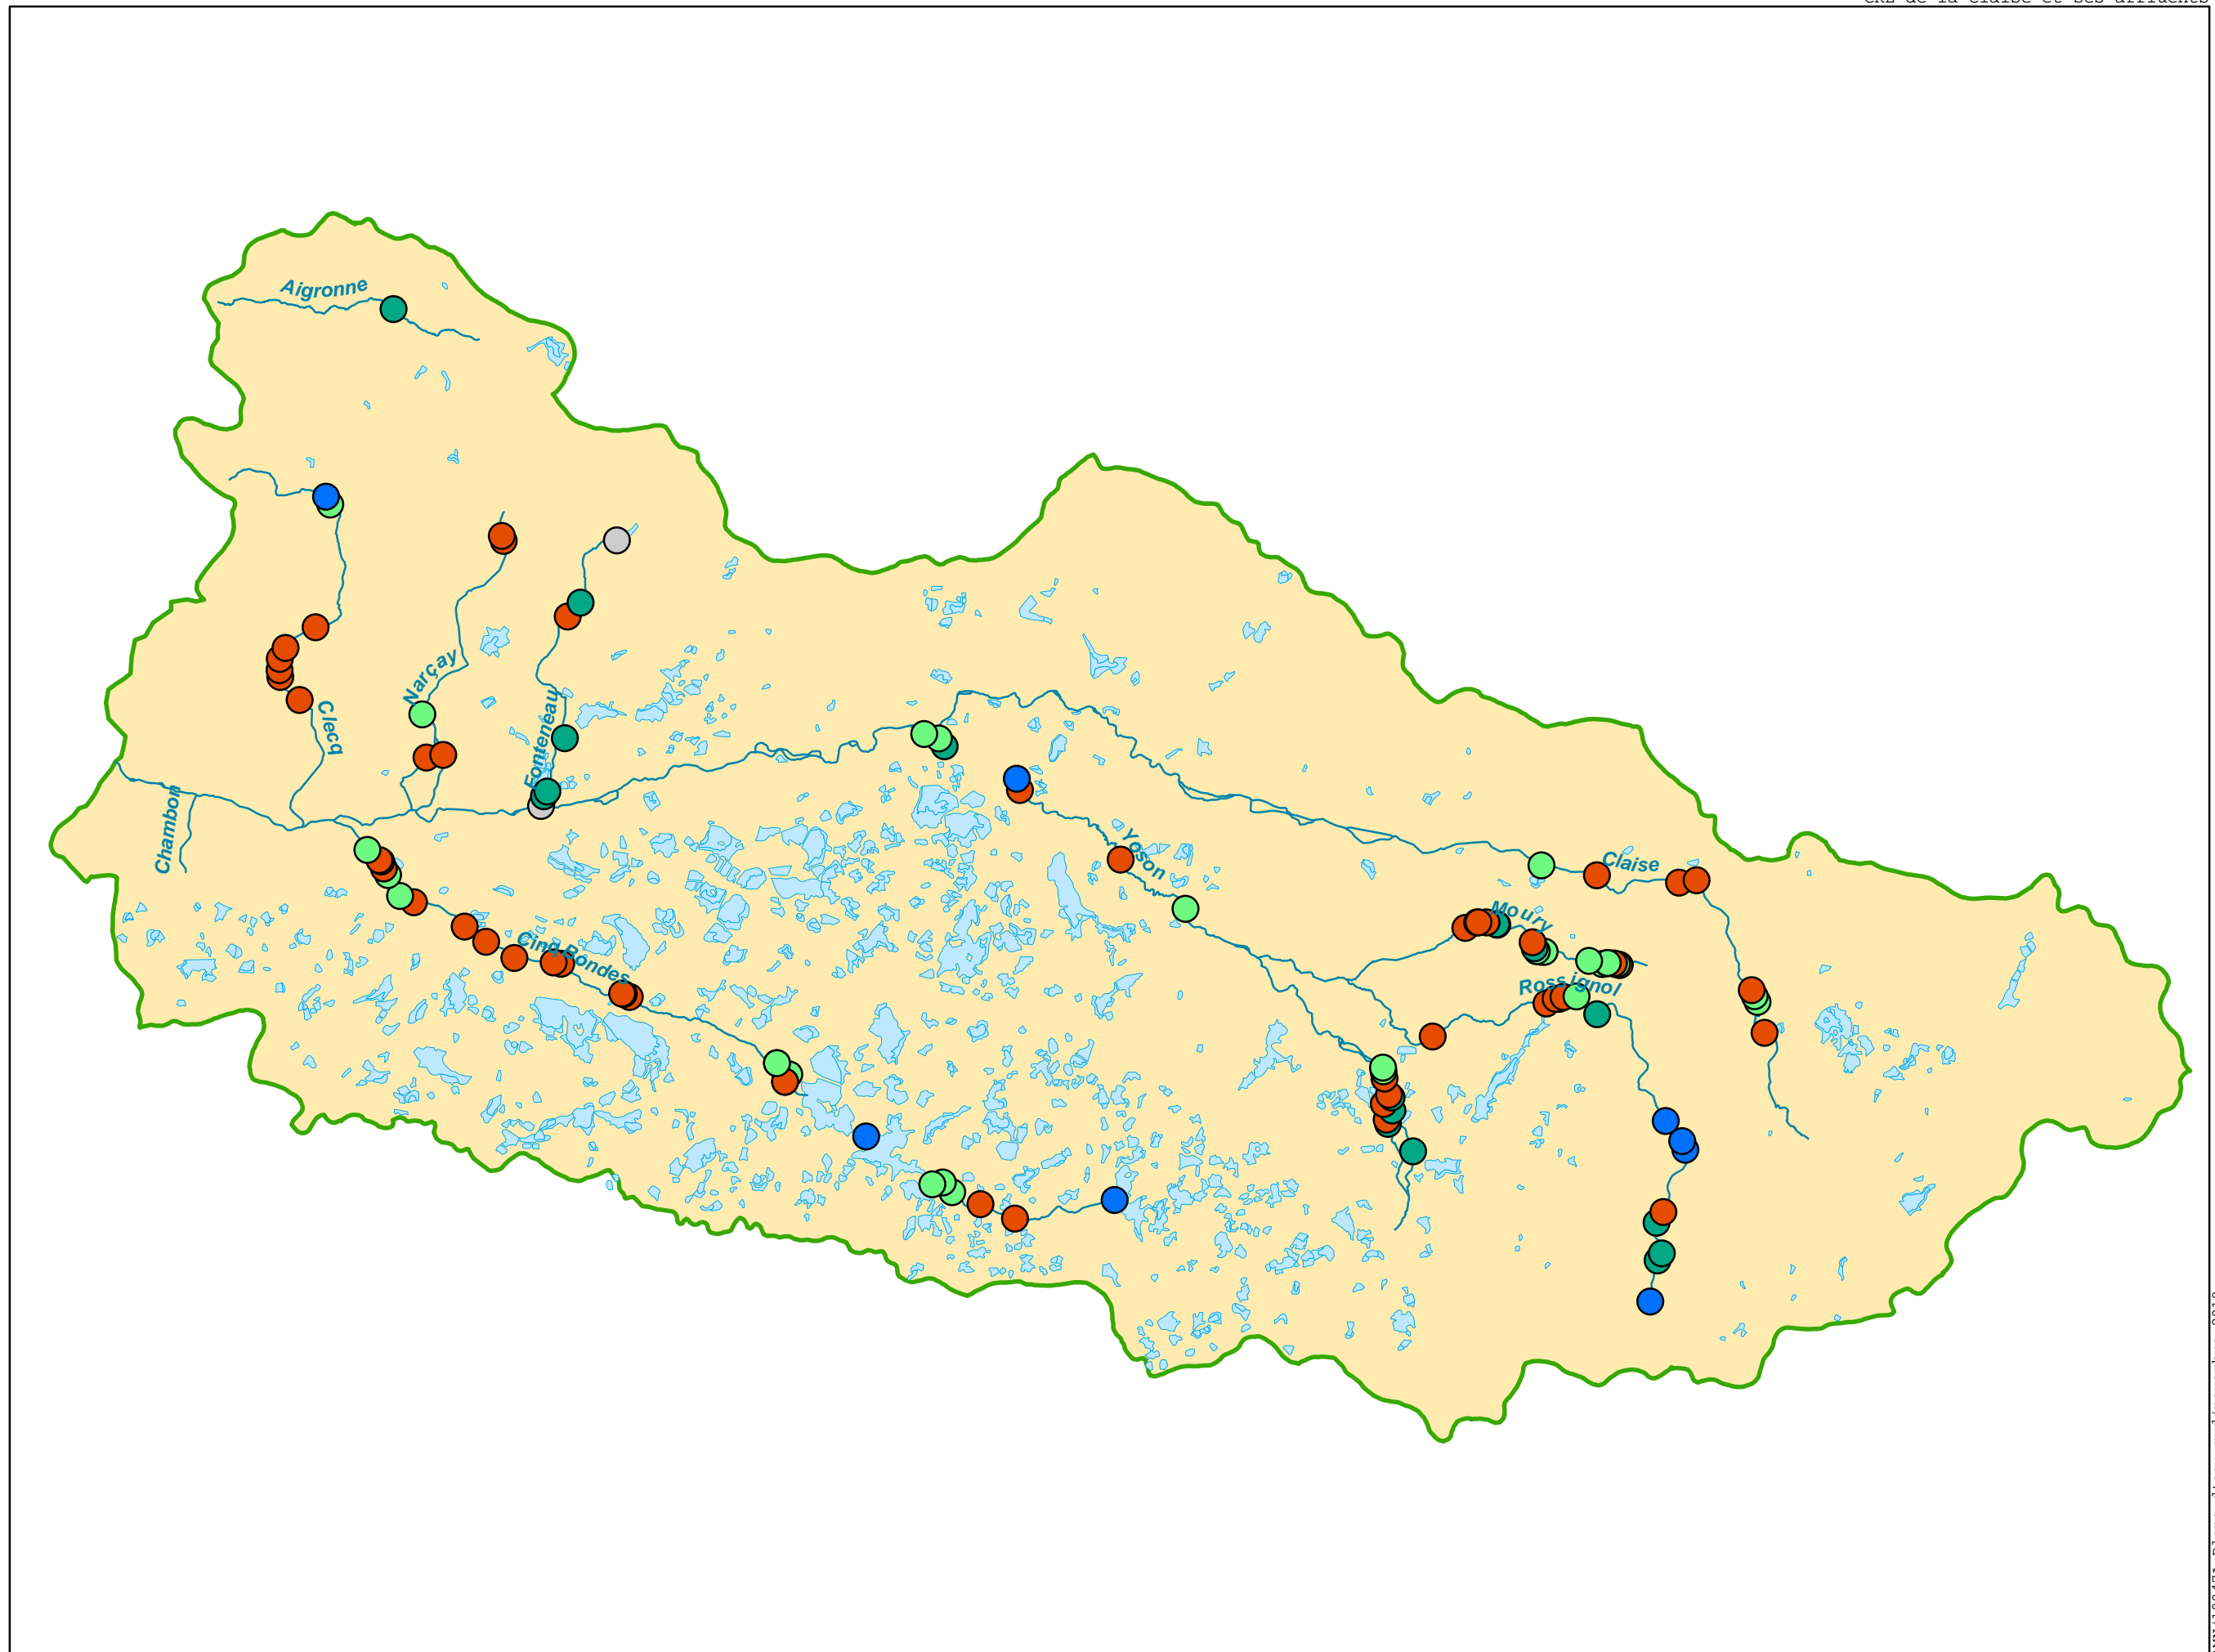 Aigronne
Narçay
Clecq
Fonteneau
Chambon
Yoson
Claise
Moury
Cinq Bondes
Rossignol